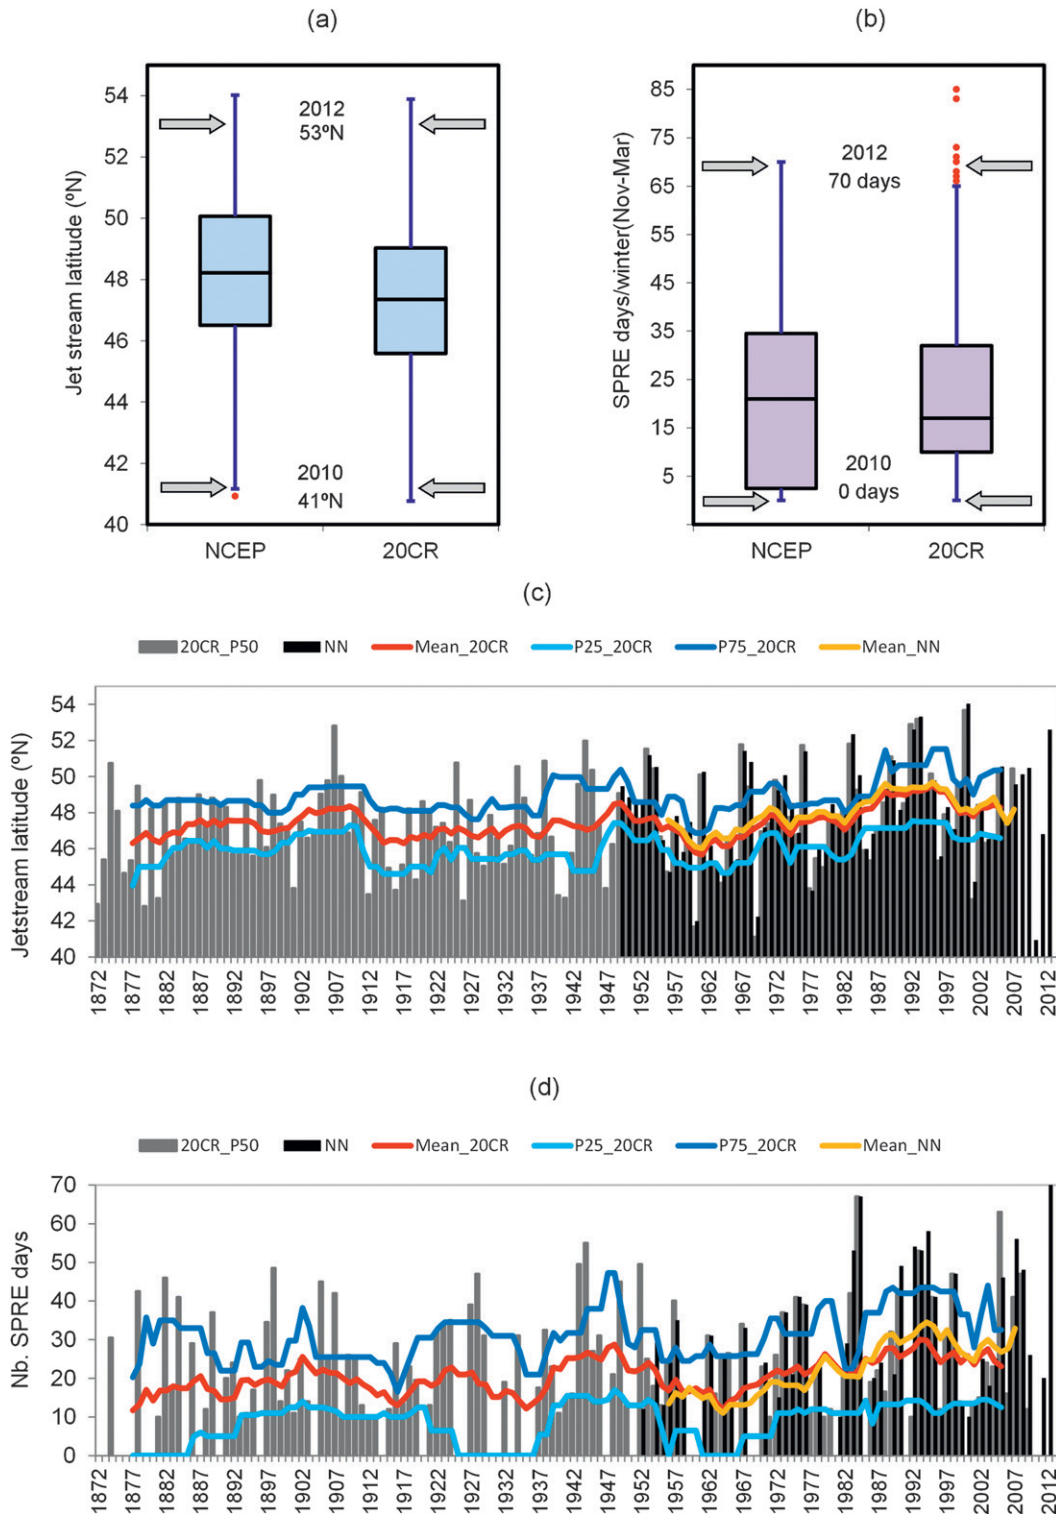 (a)
(b)
Jet stream latitude (ºN)
54
52
50
48
46
44
42
40
2012
53ºN
2010
41ºN
NCEP
20CR
SPRE days/winter(Nov-Mar)
85
75
65
55
45
35
25
15
5
2012
70 days
2010
0 days
NCEP
20CR
(c)
20CR_P50 NN Mean_20CR P25_20CR P75_20CR Mean_NN
Jetstream latitude (ºN)
54
52
50
48
46
44
42
40
1872 1877 1882 1887 1892 1897 1902 1907 1912 1917 1922 1927 1932 1937 1942 1947 1952 1957 1962 1967 1972 1977 1982 1987 1992 1997 2002 2007 2012
(d)
20CR_P50 NN Mean_20CR P25_20CR P75_20CR Mean_NN
Nb. SPRE days
70
60
50
40
30
20
10
0
1872 1877 1882 1887 1892 1897 1902 1907 1912 1917 1922 1927 1932 1937 1942 1947 1952 1957 1962 1967 1972 1977 1982 1987 1992 1997 2002 2007 2012